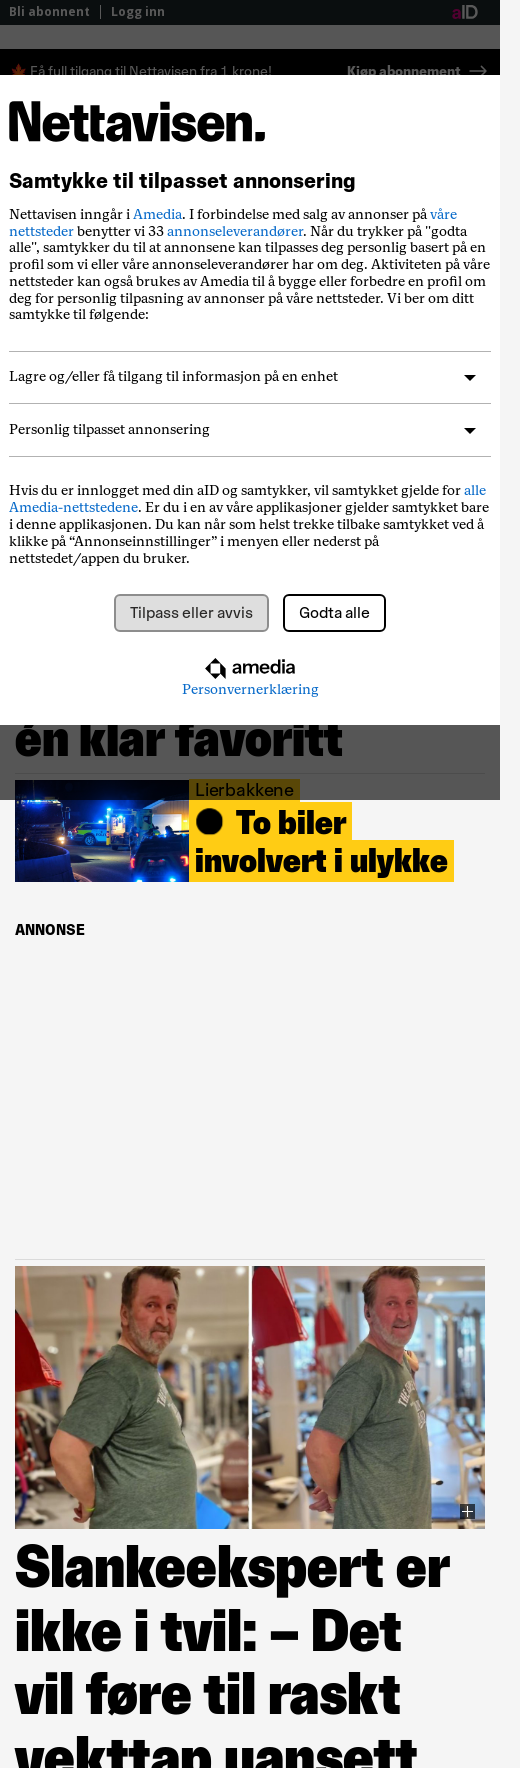 Bli abonnent | Logg inn
aID
🍁 Få full tilgang til Nettavisen fra 1 krone!
Kjøp abonnement →
Nettavisen.
Samtykke til tilpasset annonsering
Nettavisen inngår i Amedia. I forbindelse med salg av annonser på våre
nettsteder benytter vi 33 annonseleverandører. Når du trykker på "godta
alle", samtykker du til at annonsene kan tilpasses deg personlig basert på en
profil som vi eller våre annonseleverandører har om deg. Aktiviteten på våre
nettsteder kan også brukes av Amedia til å bygge eller forbedre en profil om
deg for personlig tilpasning av annonser på våre nettsteder. Vi ber om ditt
samtykke til følgende:
Lagre og/eller få tilgang til informasjon på en enhet
Personlig tilpasset annonsering
Hvis du er innlogget med din aID og samtykker, vil samtykket gjelde for alle
Amedia-nettstedene. Er du i en av våre applikasjoner gjelder samtykket bare
i denne applikasjonen. Du kan når som helst trekke tilbake samtykket ved å
klikke på “Annonseinnstillinger” i menyen eller nederst på
nettstedet/appen du bruker.
Tilpass eller avvis
Godta alle
amedia
Personvernerklæring
én klar favoritt
Lierbakkene
To biler
involvert i ulykke
ANNONSE
Slankeekspert er
ikke i tvil: – Det
vil føre til raskt
vekttap uansett